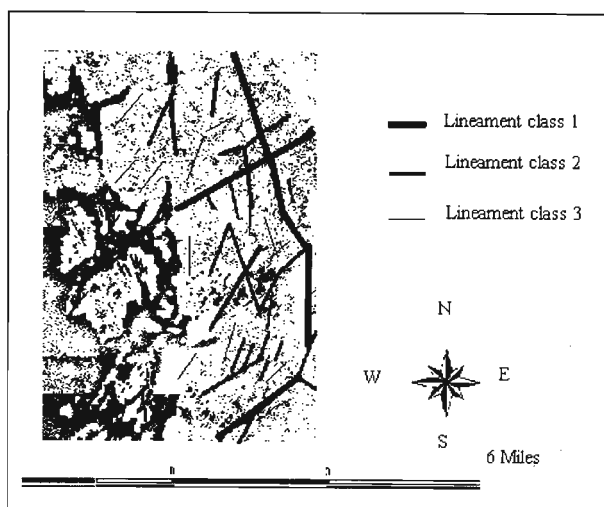 Lineament class 1
Lineament class 2
Lineament class 3
N
W
E
S
6 Miles